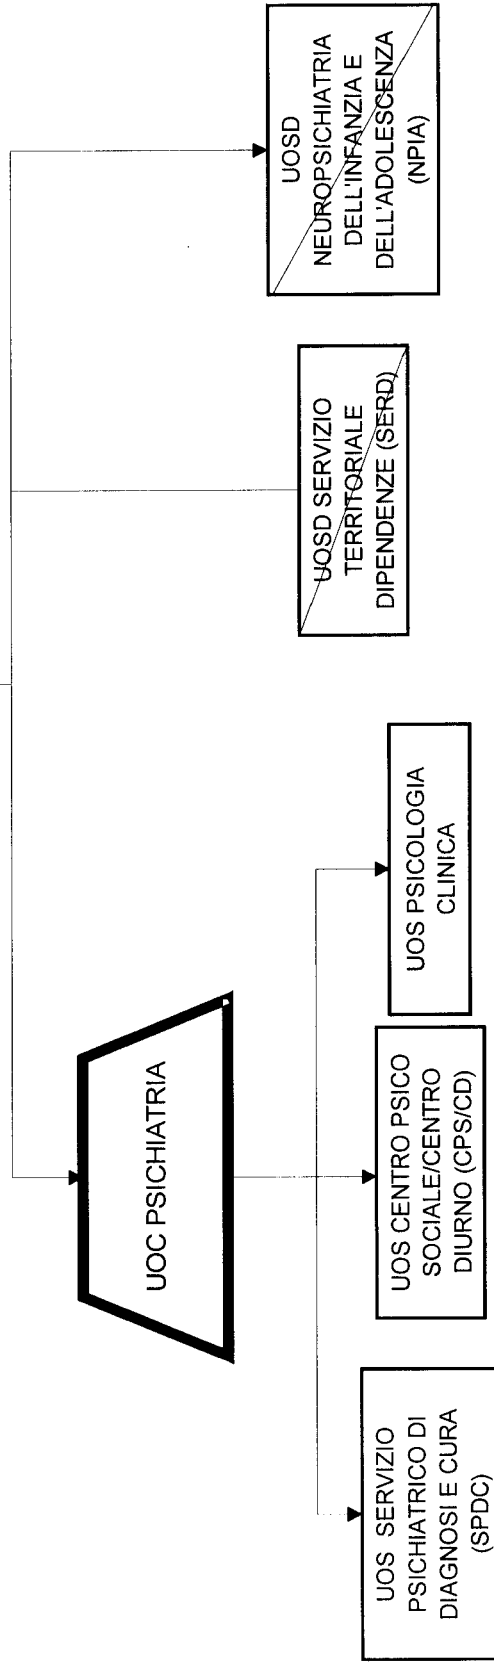 UOC PSICHIATRIA
UOS SERVIZIO
PSICHIATRICO DI
DIAGNOSI E CURA
(SPDC)
UOS CENTRO PSICO
SOCIALE/CENTRO
DIURNO (CPS/CD)
UOS PSICOLOGIA
CLINICA
UOSD SERVIZIO
TERRITORIALE
DIPENDENZE (SERD)
UOSD
NEUROPSICHIATRIA
DELL'INFANZIA E
DELL'ADOLESCENZA
(NPIA)